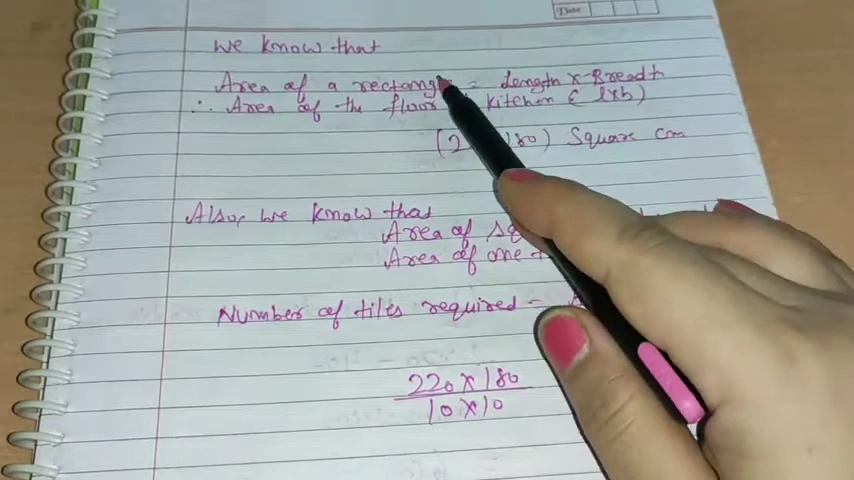 Date
We know that
Area of a rectangle = Length x Breadth
∴ Area of the floor kitchen ( lxb)
180) Square cm
Also, we know that
Area of
Area of one
Number of tiles required =
220 x 180
10 x 10